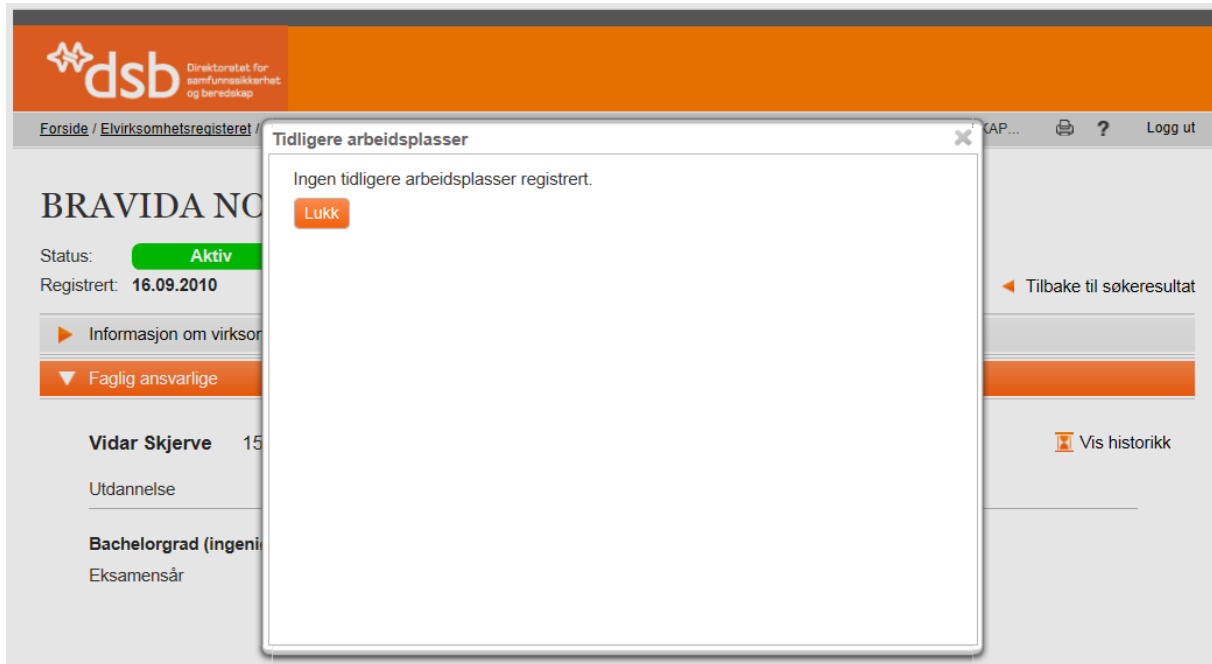 dsb
Direktoratet for
samfunnssikkerhet
og beredskap
Forside / Elvirksomhetsregisteret /
KAP...
?
Logg ut
Tidligere arbeidsplasser
Ingen tidligere arbeidsplasser registrert.
Lukk
BRAVIDA NO
Status: Aktiv
Registrert: 16.09.2010
Tilbake til søkeresultat
Informasjon om virksom
Faglig ansvarlige
Vidar Skjerve 15
Vis historikk
Utdannelse
Bachelorgrad (ingeni
Eksamensår